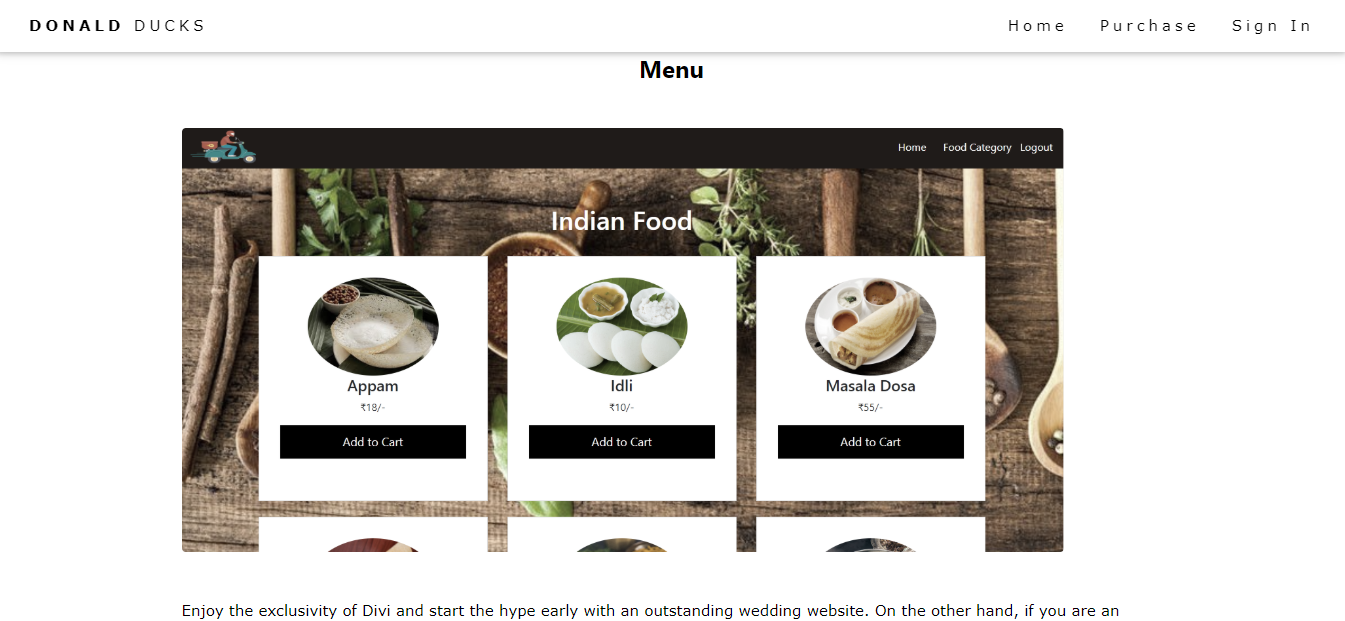 DONALD DUCKS
Home Purchase Sign In
Menu
Home Food Category Logout
Indian Food
Appam Idli Masala Dosa
₹18/- ₹10/- ₹55/-
Add to Cart Add to Cart Add to Cart
Enjoy the exclusivity of Divi and start the hype early with an outstanding wedding website. On the other hand, if you are an